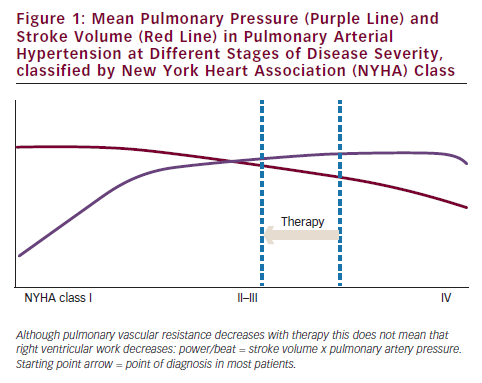 Figure 1: Mean Pulmonary Pressure (Purple Line) and
Stroke Volume (Red Line) in Pulmonary Arterial
Hypertension at Different Stages of Disease Severity,
classified by New York Heart Association (NYHA) Class
Therapy
NYHA class I II–III IV
Although pulmonary vascular resistance decreases with therapy this does not mean that
right ventricular work decreases: power/beat = stroke volume x pulmonary artery pressure.
Starting point arrow = point of diagnosis in most patients.